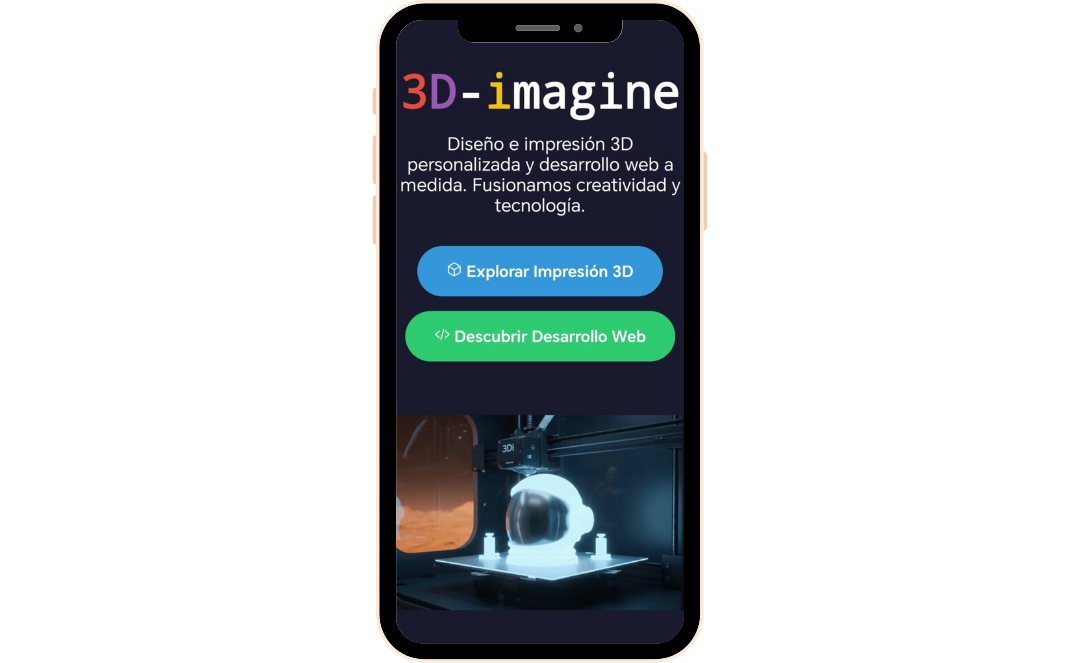 3D-imagine
Diseño e impresión 3D
personalizada y desarrollo web a
medida. Fusionamos creatividad y
tecnología.
Explorar Impresión 3D
</> Descubrir Desarrollo Web
3Di